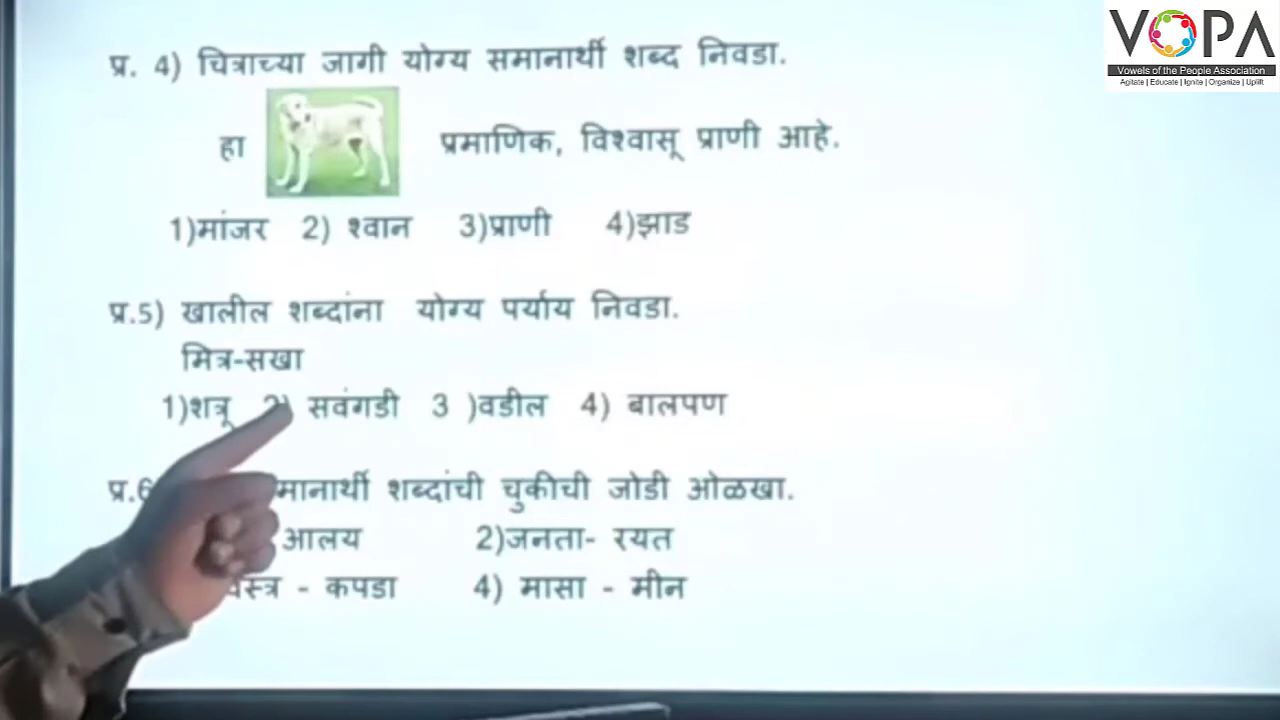 VOPA
Vowels of the People Association
Agitate | Educate | Ignite | Organize | Uplift
प्र. 4) चित्राच्या जागी योग्य समानार्थी शब्द निवडा.
हा प्रमाणिक, विश्वासू प्राणी आहे.
1)मांजर 2) श्वान 3)प्राणी 4)झाड
प्र.5) खालील शब्दांना योग्य पर्याय निवडा.
मित्र-सखा
1)शत्रू 2) सवंगडी 3 )वडील 4) बालपण
प्र.6 शब्दांची चुकीची जोडी ओळखा.
आलय 2)जनता- रयत
- कपडा 4) मासा - मीन